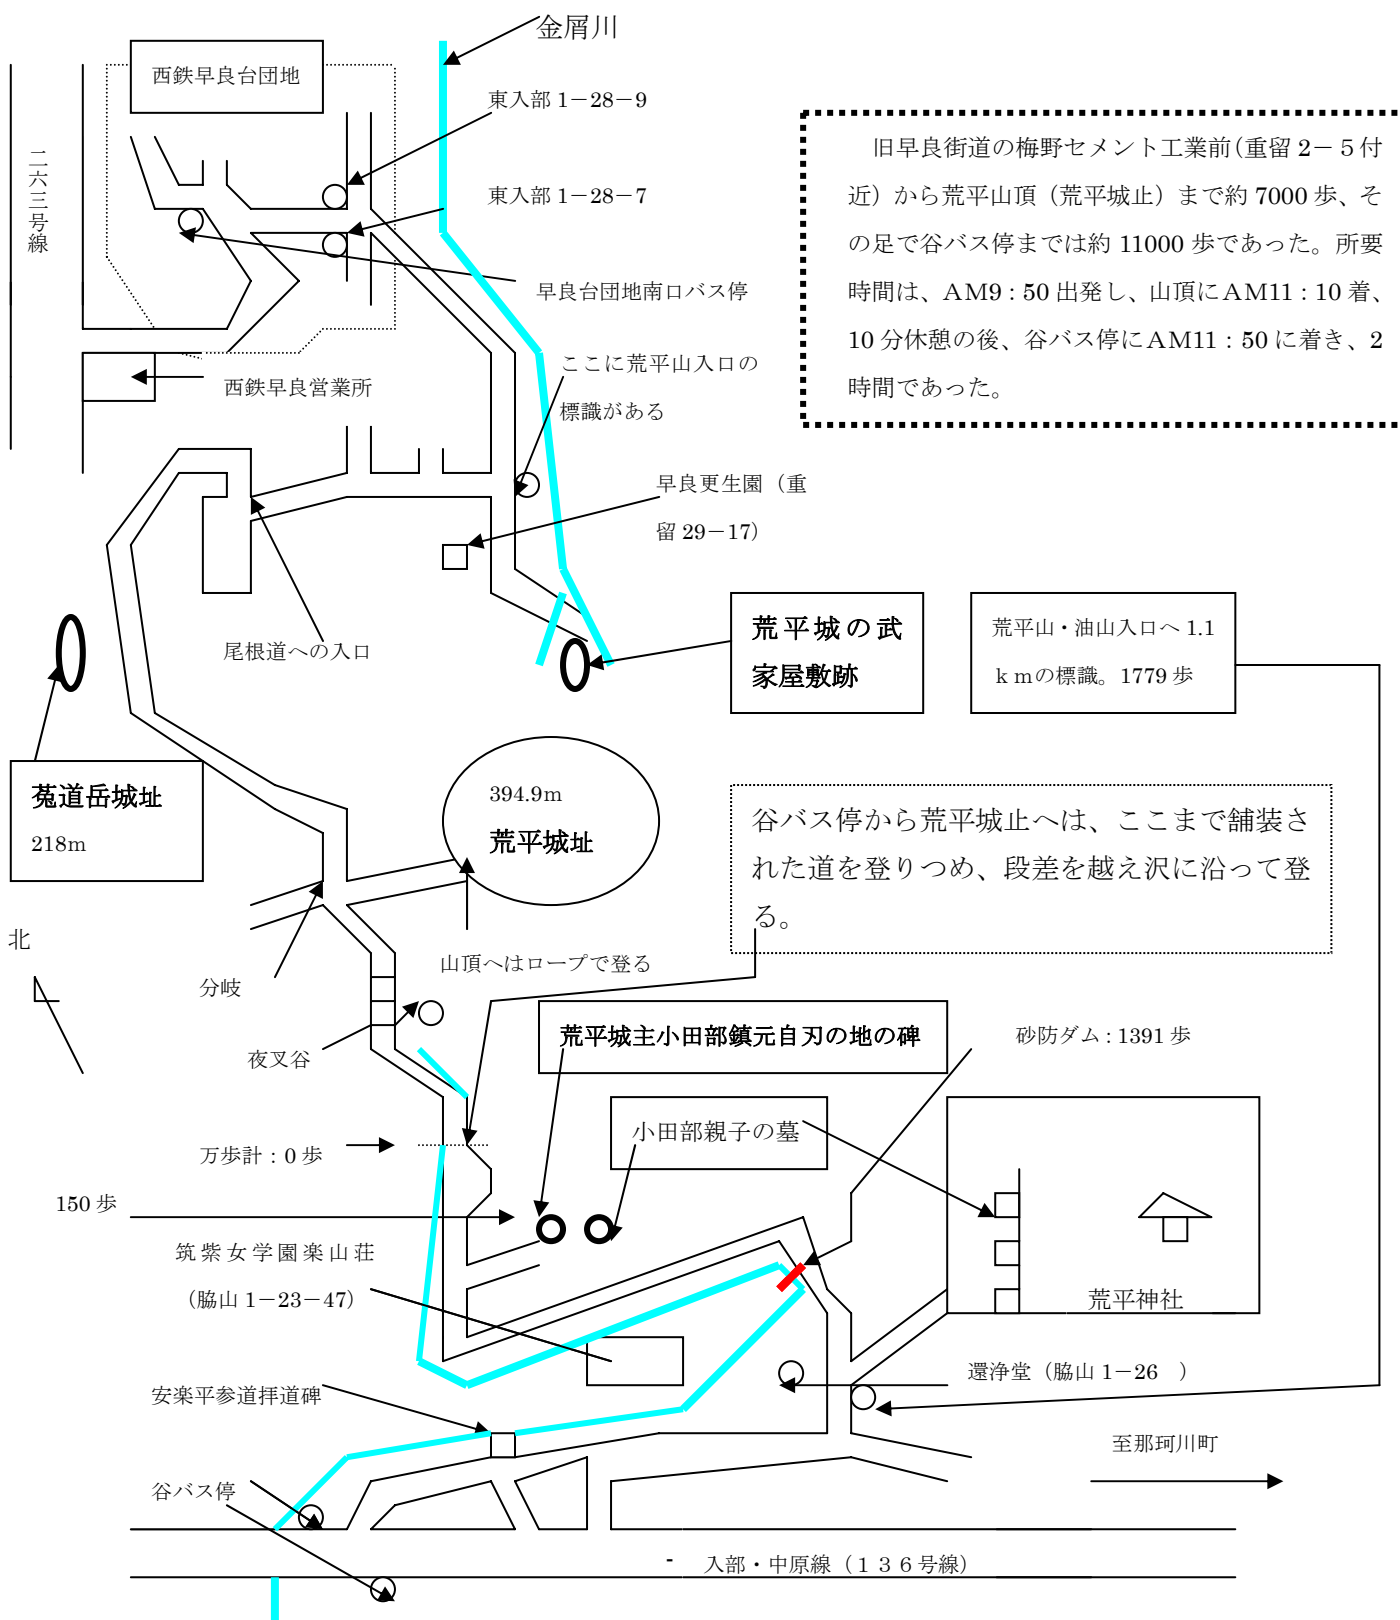 金屑川
西鉄早良台団地
東入部 1－28－9
二六三号線
旧早良街道の梅野セメント工業前(重留 2－5 付
近）から荒平山頂（荒平城止）まで約 7000 歩、そ
の足で谷バス停までは約 11000 歩であった。所要
時間は、AM9：50 出発し、山頂にAM11：10 着、
10 分休憩の後、谷バス停にAM11：50 に着き、2
時間であった。
東入部 1－28－7
早良台団地南口バス停
ここに荒平山入口の
標識がある
西鉄早良営業所
早良更生園（重
留 29－17）
尾根道への入口
荒平城の武
家屋敷跡
荒平山・油山入口へ 1.1
ｋｍの標識。1779 歩
菟道岳城址
218m
394.9m
荒平城址
谷バス停から荒平城止へは、ここまで舗装さ
れた道を登りつめ、段差を越え沢に沿って登
る。
北
分岐
山頂へはロープで登る
夜叉谷
荒平城主小田部鎮元自刃の地の碑
砂防ダム：1391 歩
小田部親子の墓
万歩計：0 歩
150 歩
筑紫女学園楽山荘
（脇山 1－23－47）
荒平神社
還浄堂（脇山 1－26　）
安楽平参道拝道碑
至那珂川町
谷バス停
入部・中原線（１３６号線）